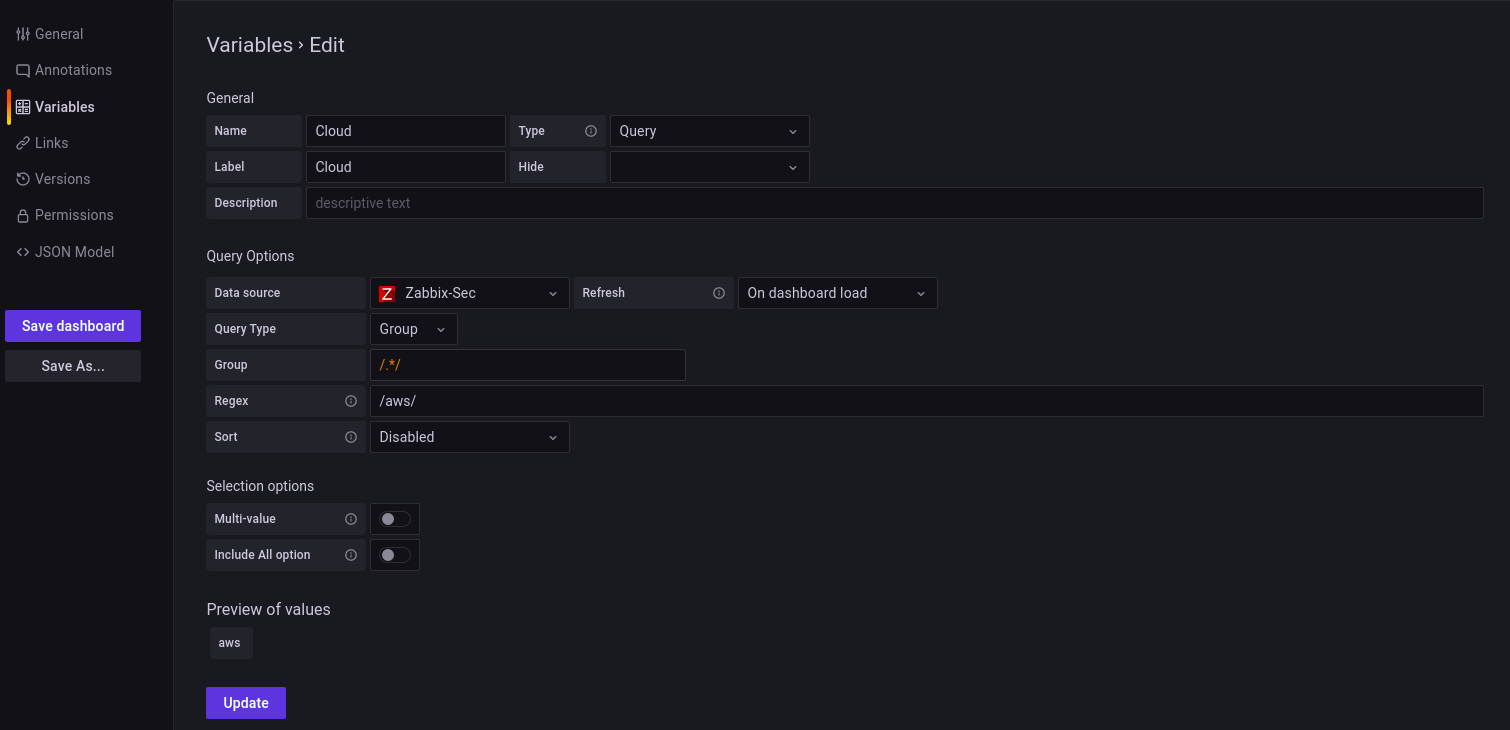 General
Annotations
Variables
Links
Versions
Permissions
JSON Model
Save dashboard
Save As...
Variables › Edit
General
Name Cloud Type Query
Label Cloud Hide
Description descriptive text
Query Options
Data source Z Zabbix-Sec Refresh On dashboard load
Query Type Group
Group /.*/
Regex /aws/
Sort Disabled
Selection options
Multi-value
Include All option
Preview of values
aws
Update